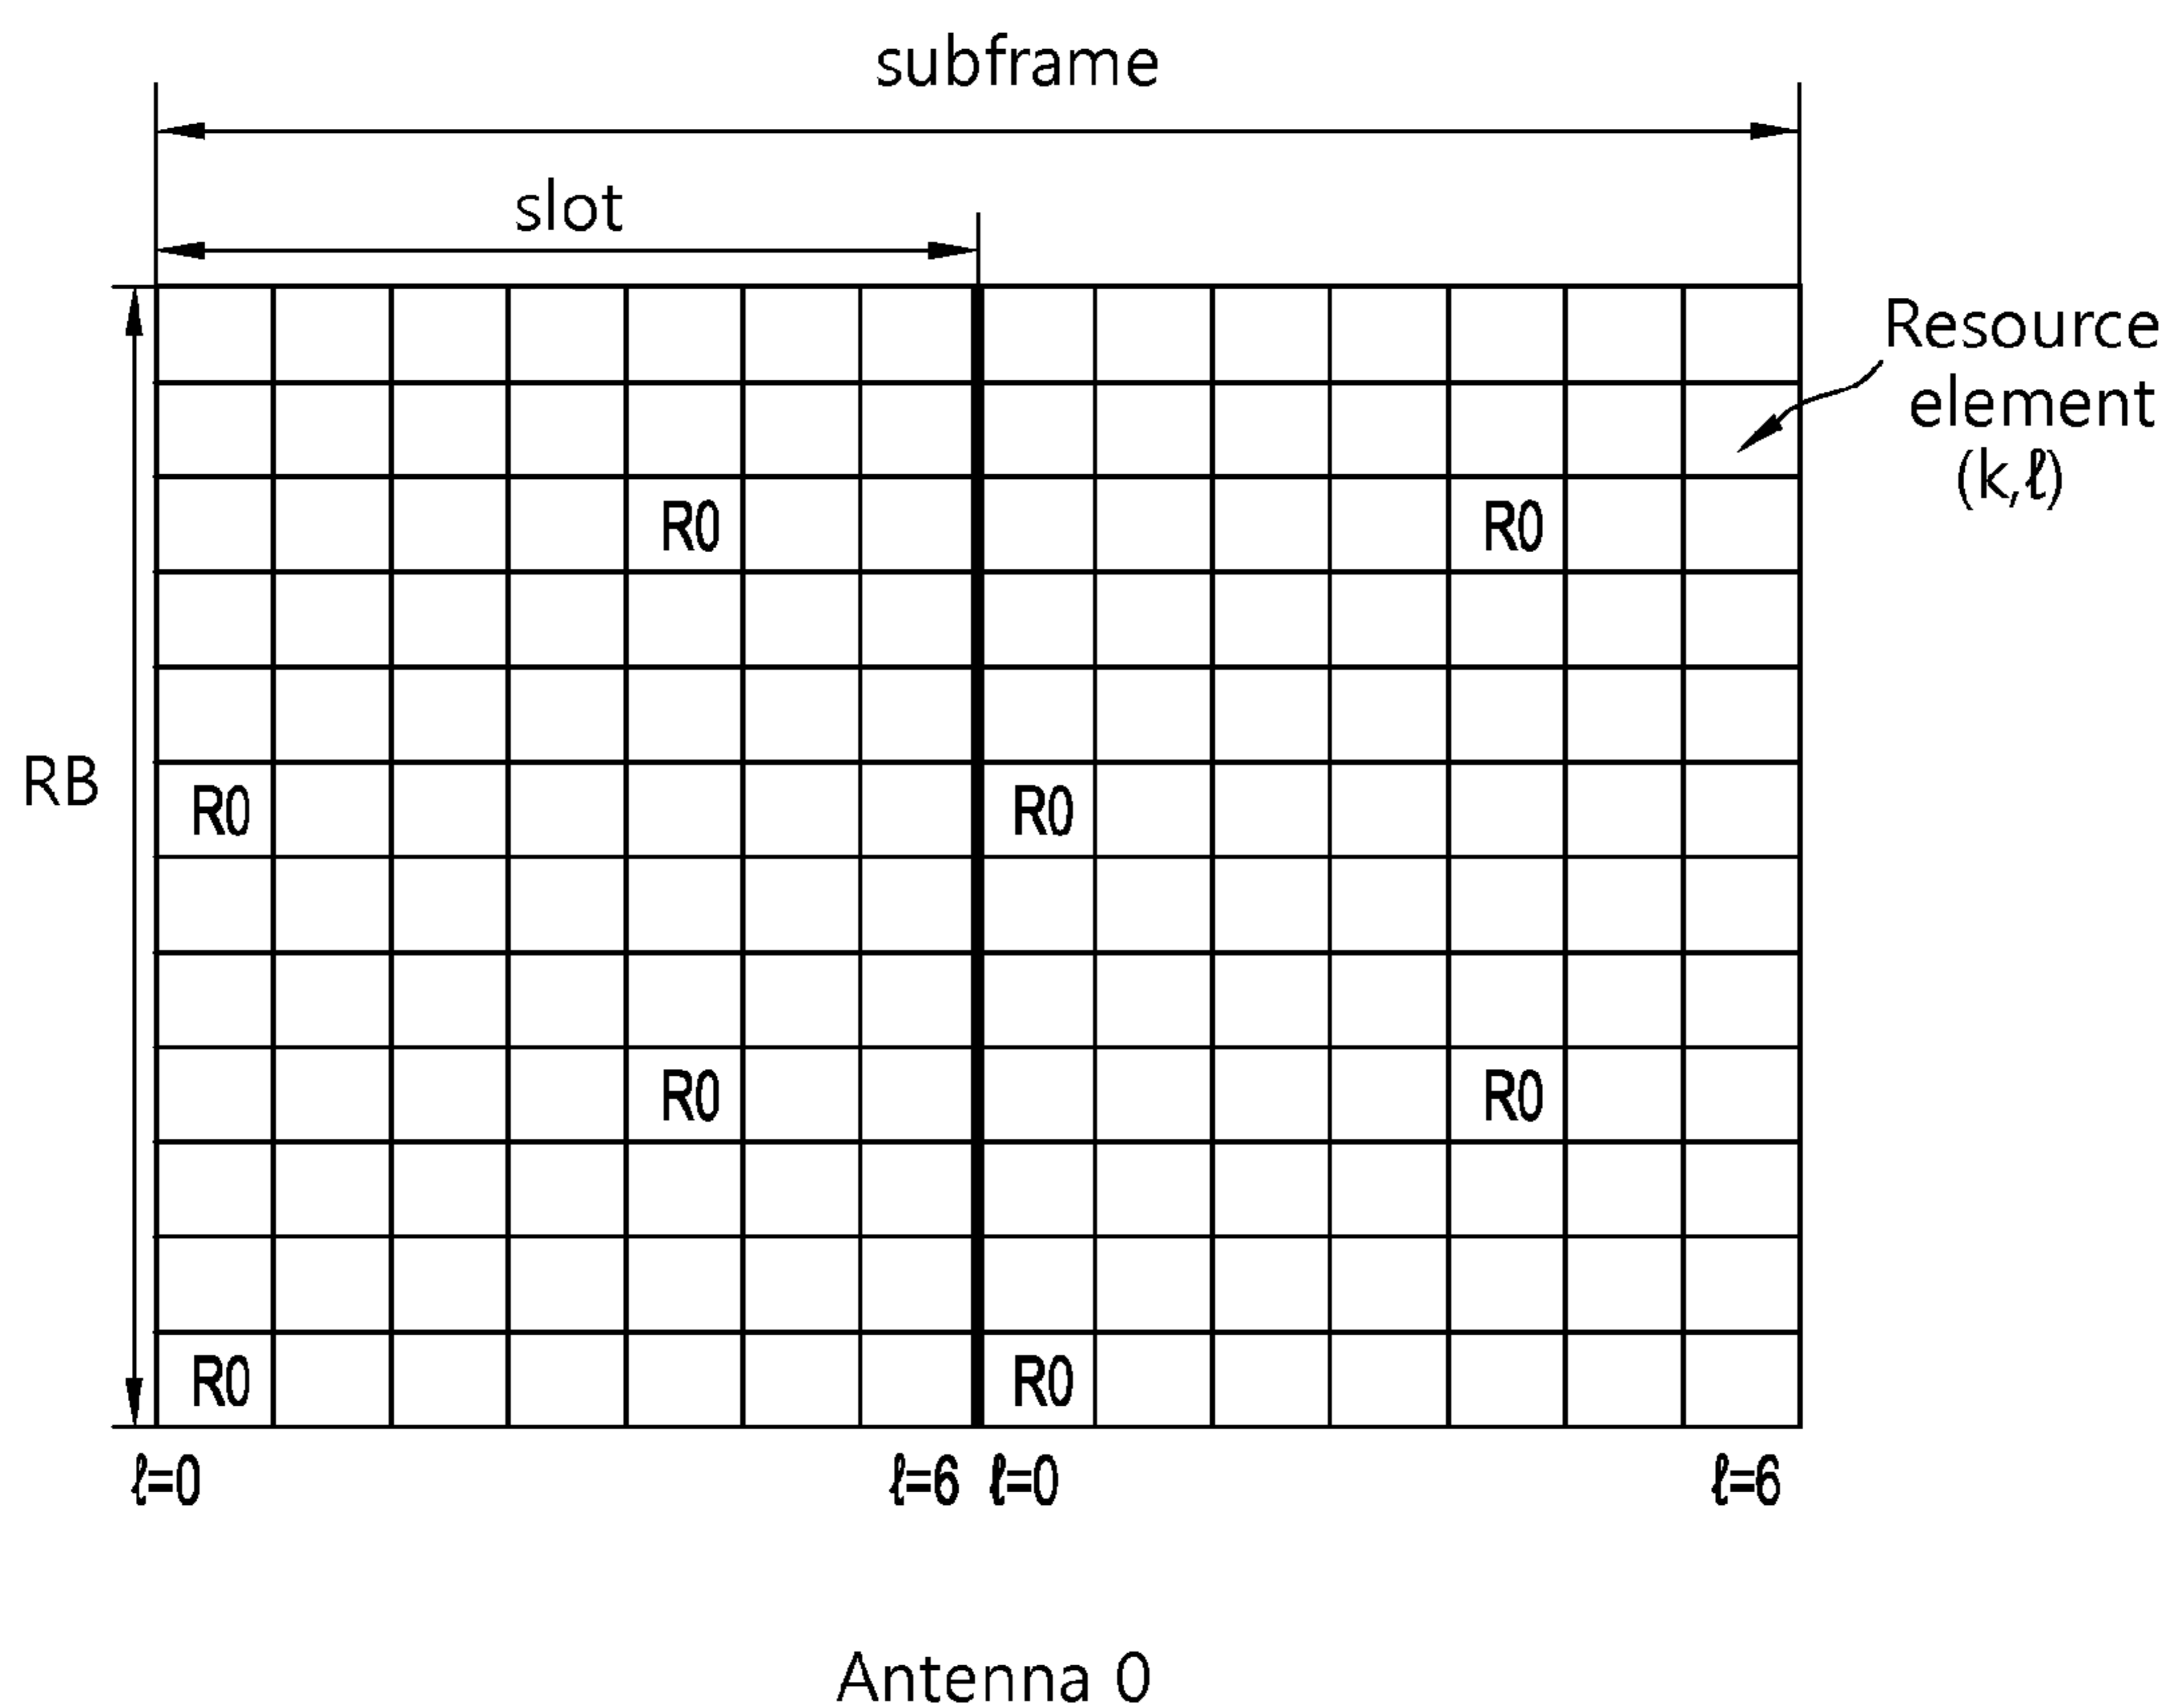 subframe
slot
Resource
element
(k,ℓ)
R0 R0
RB
R0 R0
R0 R0
R0 R0
ℓ=0 ℓ=6 ℓ=0 ℓ=6
Antenna 0